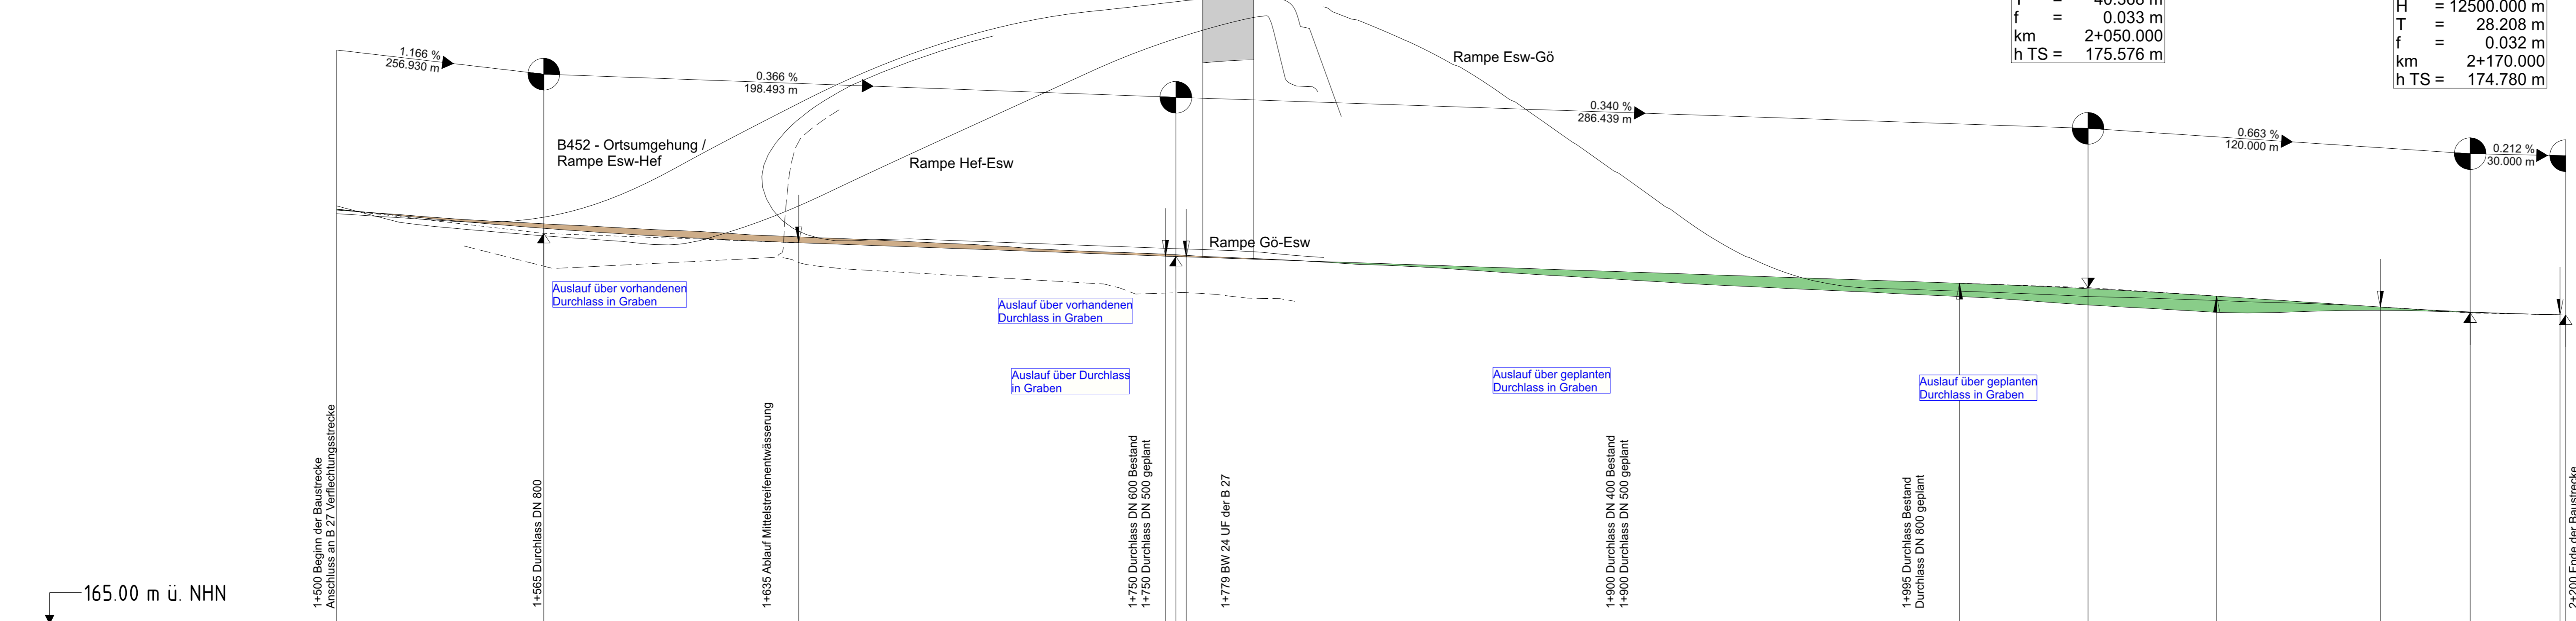 1.166 %
256.930 m
0.366 %
198.493 m
0.340 %
286.439 m
0.663 %
120.000 m
0.212 %
30.000 m
f = 0.033 m
km 2+050.000
h TS = 175.576 m
H = 12500.000 m
T = 28.208 m
f = 0.032 m
km 2+170.000
h TS = 174.780 m
Rampe Esw-Gö
B452 - Ortsumgehung /
Rampe Esw-Hef
Rampe Hef-Esw
Rampe Gö-Esw
Auslauf über vorhandenen
Durchlass in Graben
Auslauf über vorhandenen
Durchlass in Graben
Auslauf über Durchlass
in Graben
Auslauf über geplanten
Durchlass in Graben
Auslauf über geplanten
Durchlass in Graben
1+500 Beginn der Baustrecke
Anschluss an B 27 Verflechtungsstrecke
1+565 Durchlass DN 800
1+635 Ablauf Mittelstreifenentwässerung
1+750 Durchlass DN 600 Bestand
1+750 Durchlass DN 500 geplant
1+779 BW 24 UF der B 27
1+900 Durchlass DN 400 Bestand
1+900 Durchlass DN 500 geplant
1+995 Durchlass Bestand
Durchlass DN 800 geplant
2+200 Ende der Baustrecke
165.00 m ü. NHN